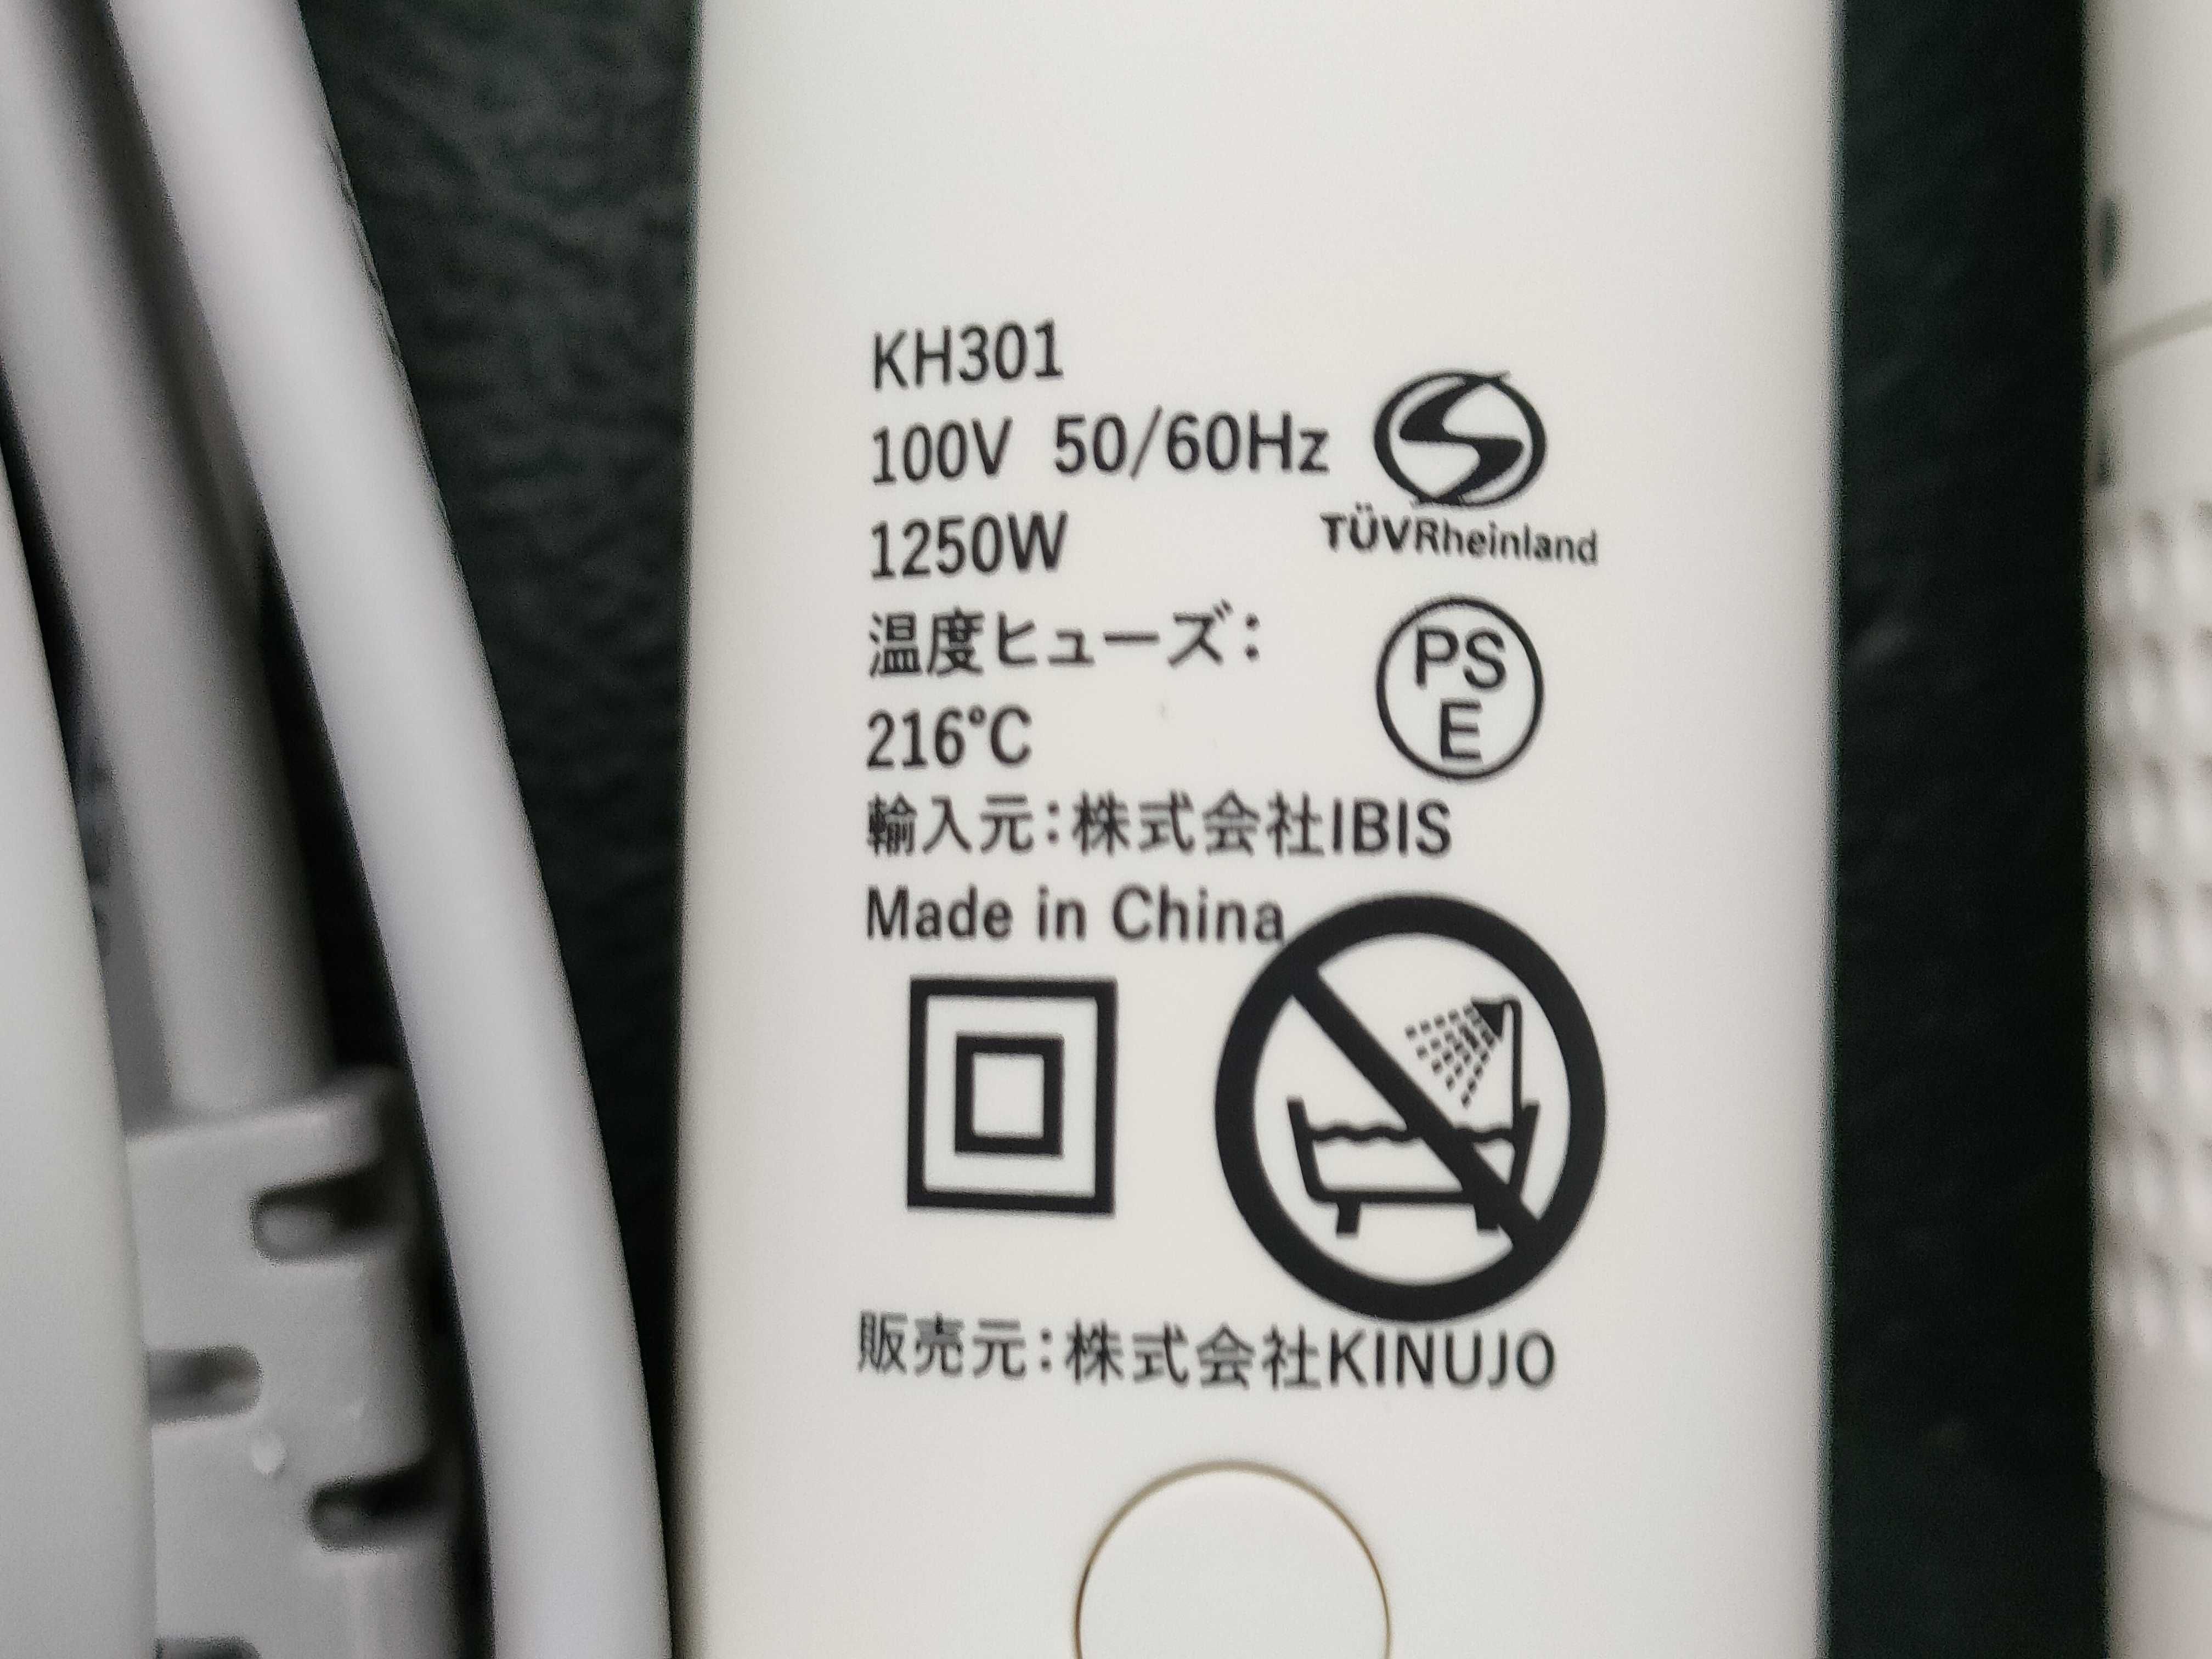 KH301
100V 50/60Hz
1250W
TÜVRheinland
温度ヒューズ：
216℃
PS
E
輸入元：株式会社IBIS
Made in China
販売元：株式会社KINUJO